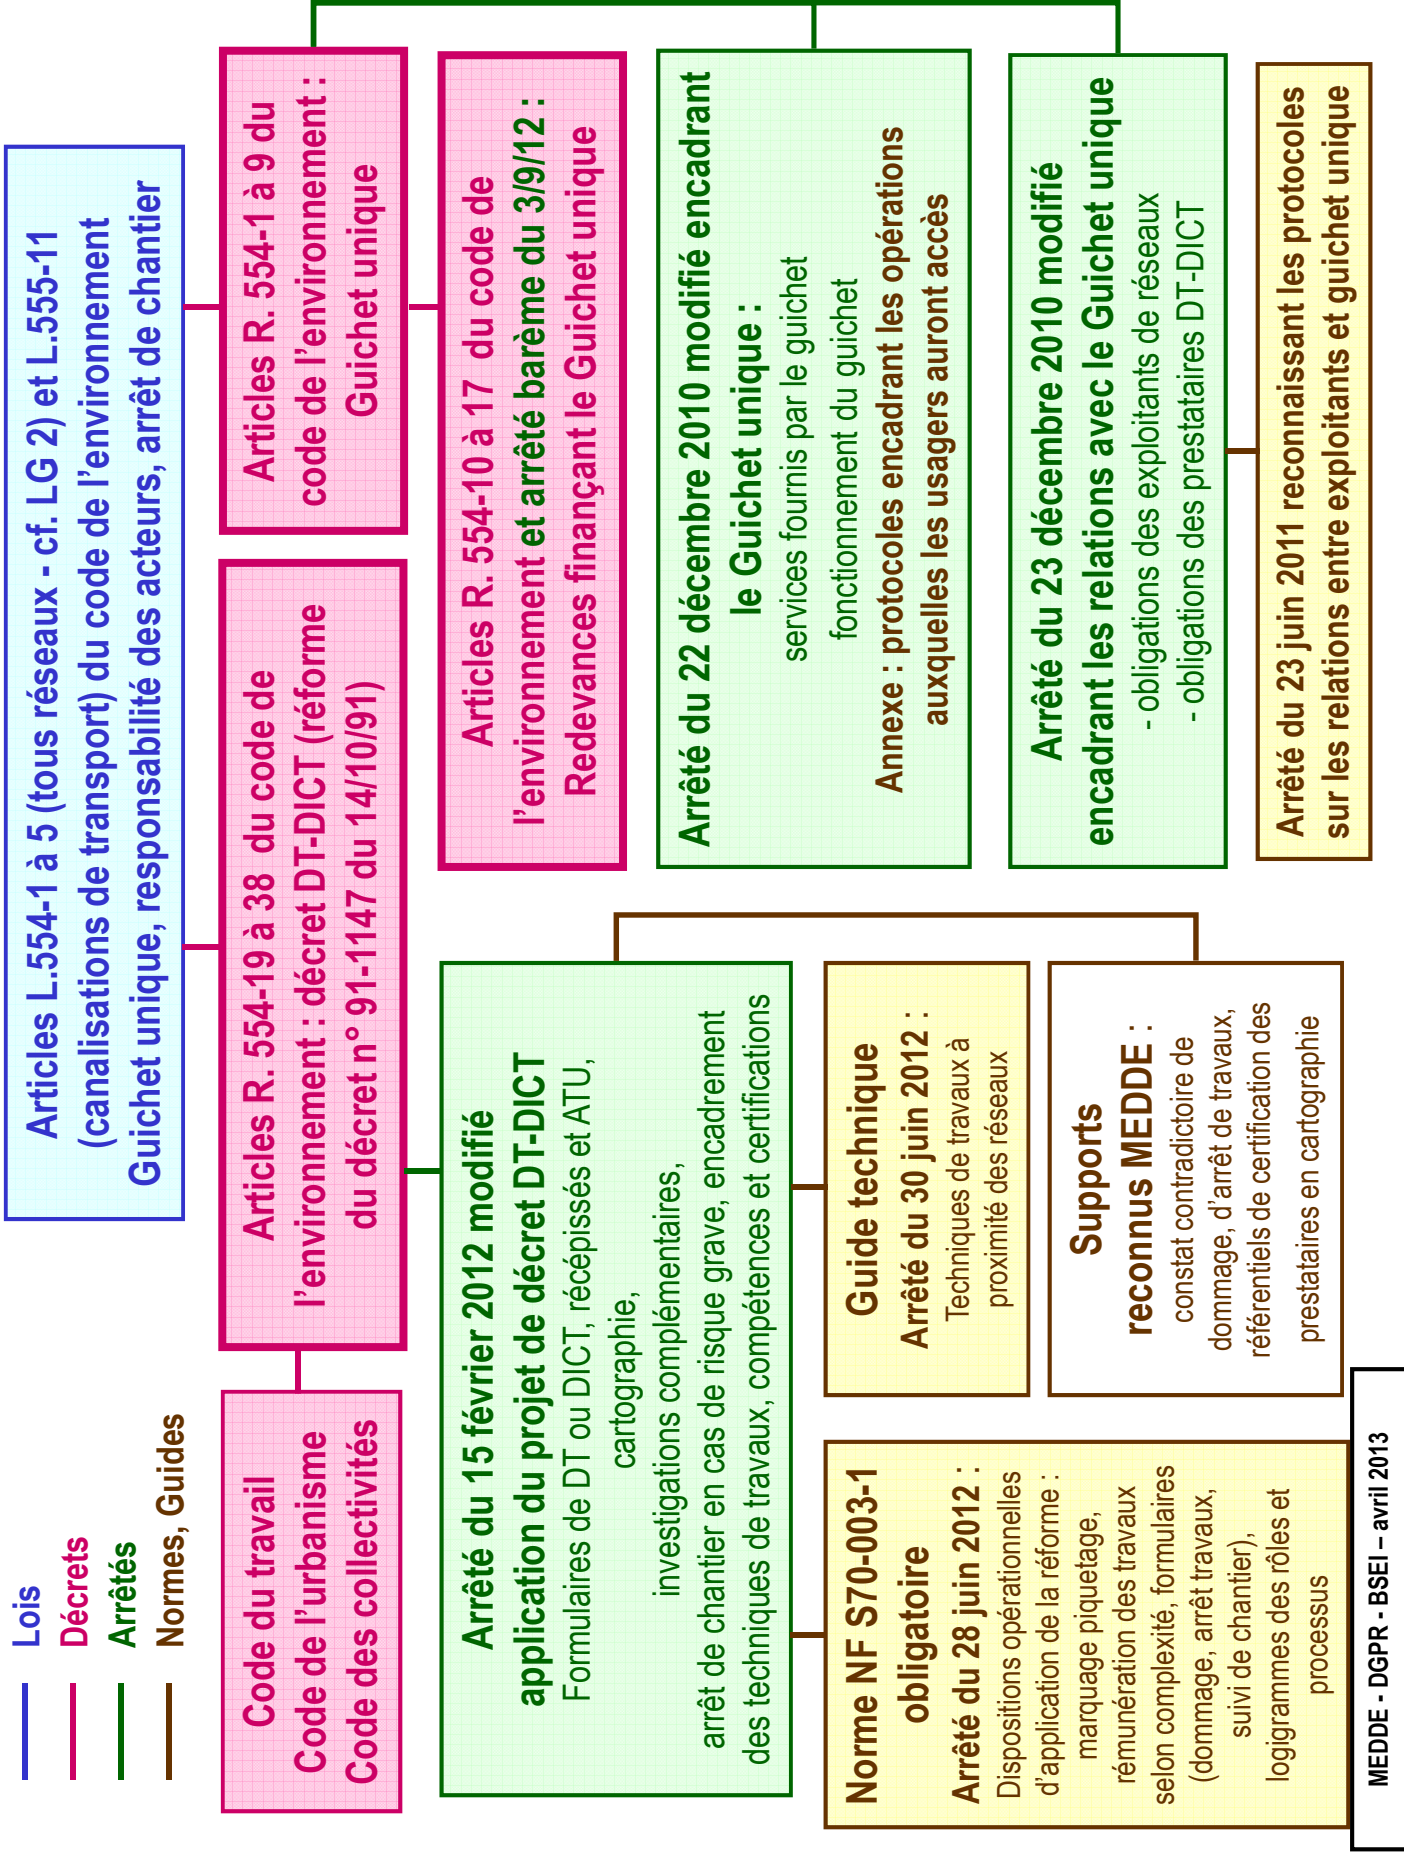 Lois
Décrets
Arrêtés
Normes, Guides
Articles L.554-1 à 5 (tous réseaux - cf. LG 2) et L.555-11
(canalisations de transport) du code de l'environnement
Guichet unique, responsabilité des acteurs, arrêt de chantier
Code du travail
Code de l'urbanisme
Code des collectivités
Articles R. 554-19 à 38 du code de
l'environnement : décret DT-DICT (réforme
du décret n° 91-1147 du 14/10/91)
Articles R. 554-1 à 9 du
code de l'environnement :
Guichet unique
Arrêté du 15 février 2012 modifié
application du projet de décret DT-DICT
Formulaires de DT ou DICT, récépissés et ATU,
cartographie,
investigations complémentaires,
arrêt de chantier en cas de risque grave, encadrement
des techniques de travaux, compétences et certifications
Articles R. 554-10 à 17 du code de
l'environnement et arrêté barème du 3/9/12 :
Redevances finançant le Guichet unique
Arrêté du 22 décembre 2010 modifié encadrant
le Guichet unique :
services fournis par le guichet
fonctionnement du guichet
Annexe : protocoles encadrant les opérations
auxquelles les usagers auront accès
Norme NF S70-003-1
obligatoire
Arrêté du 28 juin 2012 :
Dispositions opérationnelles
d'application de la réforme :
marquage piquetage,
rémunération des travaux
selon complexité, formulaires
(dommage, arrêt travaux,
suivi de chantier),
logigrammes des rôles et
processus
Guide technique
Arrêté du 30 juin 2012 :
Techniques de travaux à
proximité des réseaux
Supports
reconnus MEDDE :
constat contradictoire de
dommage, d'arrêt de travaux,
référentiels de certification des
prestataires en cartographie
Arrêté du 23 décembre 2010 modifié
encadrant les relations avec le Guichet unique
- obligations des exploitants de réseaux
- obligations des prestataires DT-DICT
Arrêté du 23 juin 2011 reconnaissant les protocoles
sur les relations entre exploitants et guichet unique
MEDDE - DGPR - BSEI – avril 2013